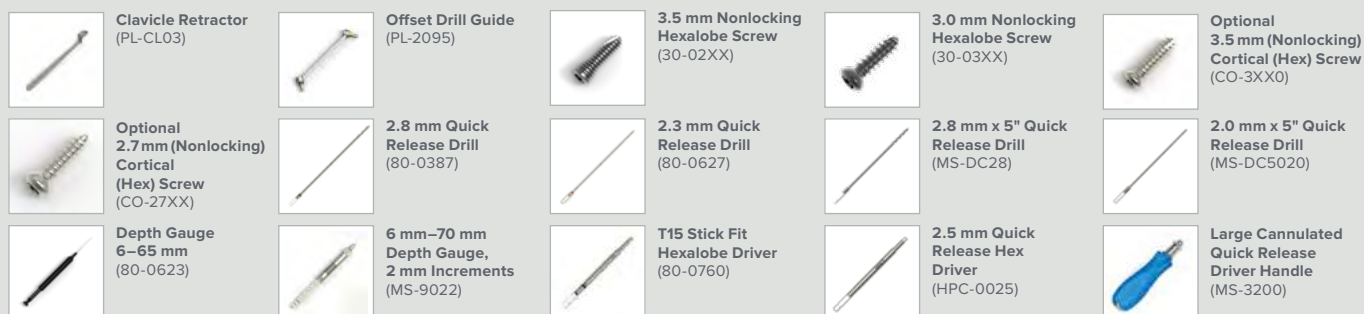 Clavicle Retractor
(PL-CL03)
Offset Drill Guide
(PL-2095)
3.5 mm Nonlocking
Hexalobe Screw
(30-02XX)
3.0 mm Nonlocking
Hexalobe Screw
(30-03XX)
Optional
3.5 mm (Nonlocking)
Cortical (Hex) Screw
(CO-3XX0)
Optional
2.7 mm (Nonlocking)
Cortical
(Hex) Screw
(CO-27XX)
2.8 mm Quick
Release Drill
(80-0387)
2.3 mm Quick
Release Drill
(80-0627)
2.8 mm x 5" Quick
Release Drill
(MS-DC28)
2.0 mm x 5" Quick
Release Drill
(MS-DC5020)
Depth Gauge
6–65 mm
(80-0623)
6 mm–70 mm
Depth Gauge,
2 mm Increments
(MS-9022)
T15 Stick Fit
Hexalobe Driver
(80-0760)
2.5 mm Quick
Release Hex
Driver
(HPC-0025)
Large Cannulated
Quick Release
Driver Handle
(MS-3200)